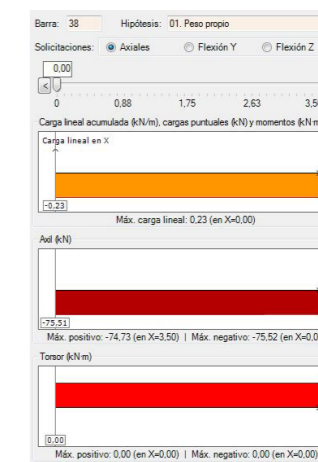 Barra: 38 Hipótesis: 01. Peso propio
Solicitaciones: Axiales Flexión Y Flexión Z
0,00
<
0 0,88 1,75 2,63 3,5
Carga lineal acumulada (kN/m), cargas puntuales (kN) y momentos (kN·m
Carga lineal en X
-0,23
Máx. carga lineal: 0,23 (en X=0,00)
Axil (kN)
-75,51
Máx. positivo: -74,73 (en X=3,50) | Máx. negativo: -75,52 (en X=0,0
Torsor (kN·m)
0,00
Máx. positivo: 0,00 (en X=0,00) | Máx. negativo: 0,00 (en X=0,00)